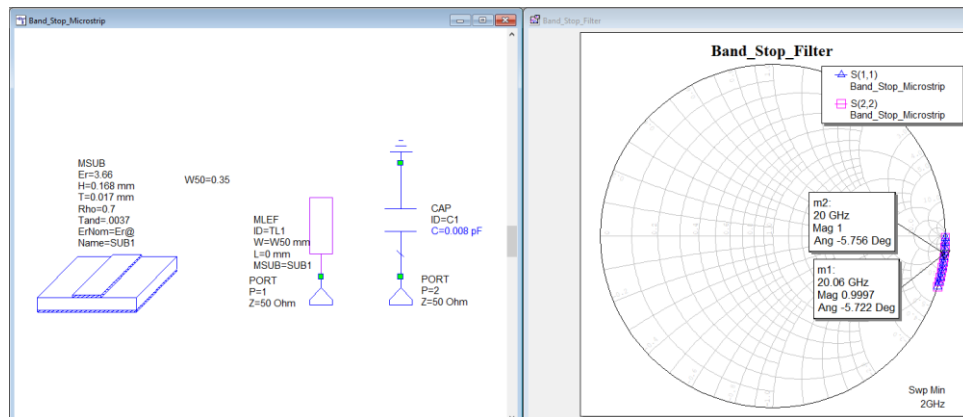 Band_Stop_Microstrip
MSUB
Er=3.66
H=0.168 mm
T=0.017 mm
Rho=0.7
Tand=.0037
ErNom=Er@
Name=SUB1
W50=0.35
MLEF
ID=TL1
W=W50 mm
L=0 mm
MSUB=SUB1
PORT
P=1
Z=50 Ohm
CAP
ID=C1
C=0.008 pF
PORT
P=2
Z=50 Ohm
Band_Stop_Filter
Band_Stop_Filter
S(1,1)
Band_Stop_Microstrip
S(2,2)
Band_Stop_Microstrip
m2:
20 GHz
Mag 1
Ang -5.756 Deg
m1:
20.06 GHz
Mag 0.9997
Ang -5.722 Deg
Swp Min
2GHz